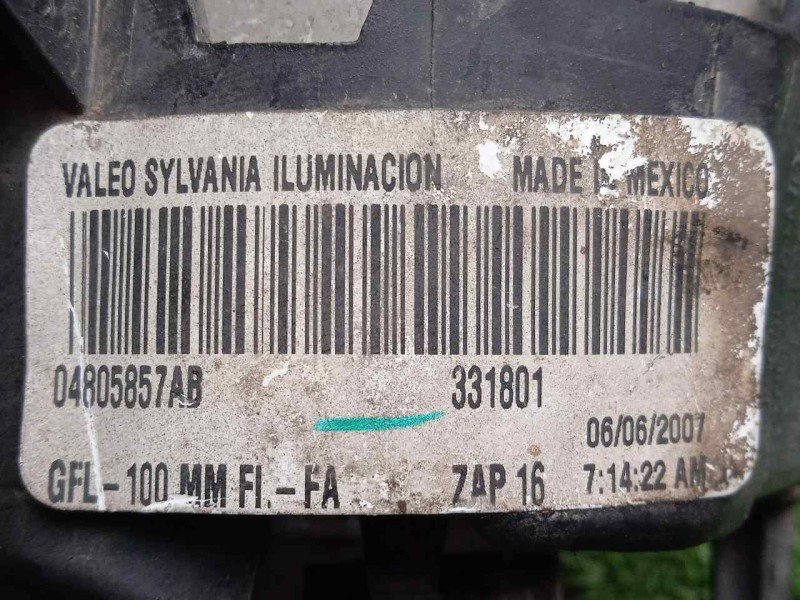 VALEO SYLVANIA ILUMINACION MADE I MEXICO
04805857AB 331801
06/06/2007
GFL-100 MM FL-FA ZAP 16 7:14:22 AM